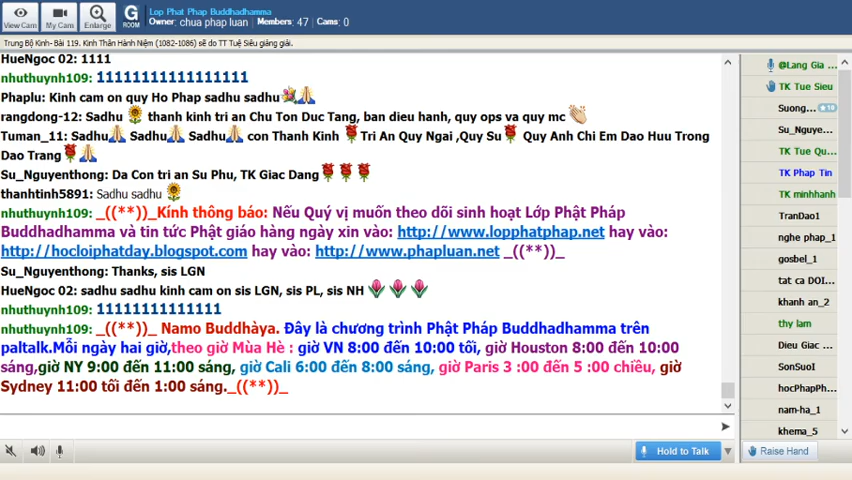 Lop Phat Phap Buddhadhamma
Owner: chua phap luan Members: 47 Cams: 0
View Cam
My Cam
Enlarge
G
ROOM
Trung Bộ Kinh- Bài 119. Kinh Thân Hành Niệm (1082-1086) sẽ do TT Tuệ Siêu giảng giải.
HueNgoc 02: 1111
nhuthuynh109: 11111111111111111
Phaplu: Kinh cam on quy Ho Phap sadhu sadhu
rangdong-12: Sadhu thanh kinh tri an Chu Ton Duc Tang, ban dieu hanh, quy ops va quy mc
Tuman_11: Sadhu Sadhu Sadhu con Thanh Kinh Tri An Quy Ngai ,Quy Su Quy Anh Chi Em Dao Huu Trong
Dao Trang
Su_Nguyenthong: Da Con tri an Su Phu, TK Giac Dang
thanhtinh5891: Sadhu sadhu
nhuthuynh109: _((**))_Kính thông báo: Nếu Quý vị muốn theo dõi sinh hoạt Lớp Phật Pháp
Buddhadhamma và tin tức Phật giáo hàng ngày xin vào: http://www.lopphatphap.net hay vào:
http://hocloiphatday.blogspot.com hay vào: http://www.phapluan.net _((**))_
Su_Nguyenthong: Thanks, sis LGN
HueNgoc 02: sadhu sadhu kinh cam on sis LGN, sis PL, sis NH
nhuthuynh109: 11111111111111
nhuthuynh109: _((**))_ Namo Buddhàya. Đây là chương trình Phật Pháp Buddhadhamma trên
paltalk.Mỗi ngày hai giờ,theo giờ Mùa Hè : giờ VN 8:00 đến 10:00 tối, giờ Houston 8:00 đến 10:00
sáng,giờ NY 9:00 đến 11:00 sáng, giờ Cali 6:00 đến 8:00 sáng, giờ Paris 3 :00 đến 5 :00 chiều, giờ
Sydney 11:00 tối đến 1:00 sáng._((**))_
Hold to Talk
@Lang Gia ...
TK Tue Sieu
Suong...
Su_Nguye...
TK Tue Qu...
TK Phap Tin
TK minhhanh
TranDao1
nghe phap_1
gosbel_1
tat ca DOI...
khanh an_2
thy lam
Dieu Giac ...
SonSuoI
hocPhapPh...
nam-ha_1
khema_5
Raise Hand